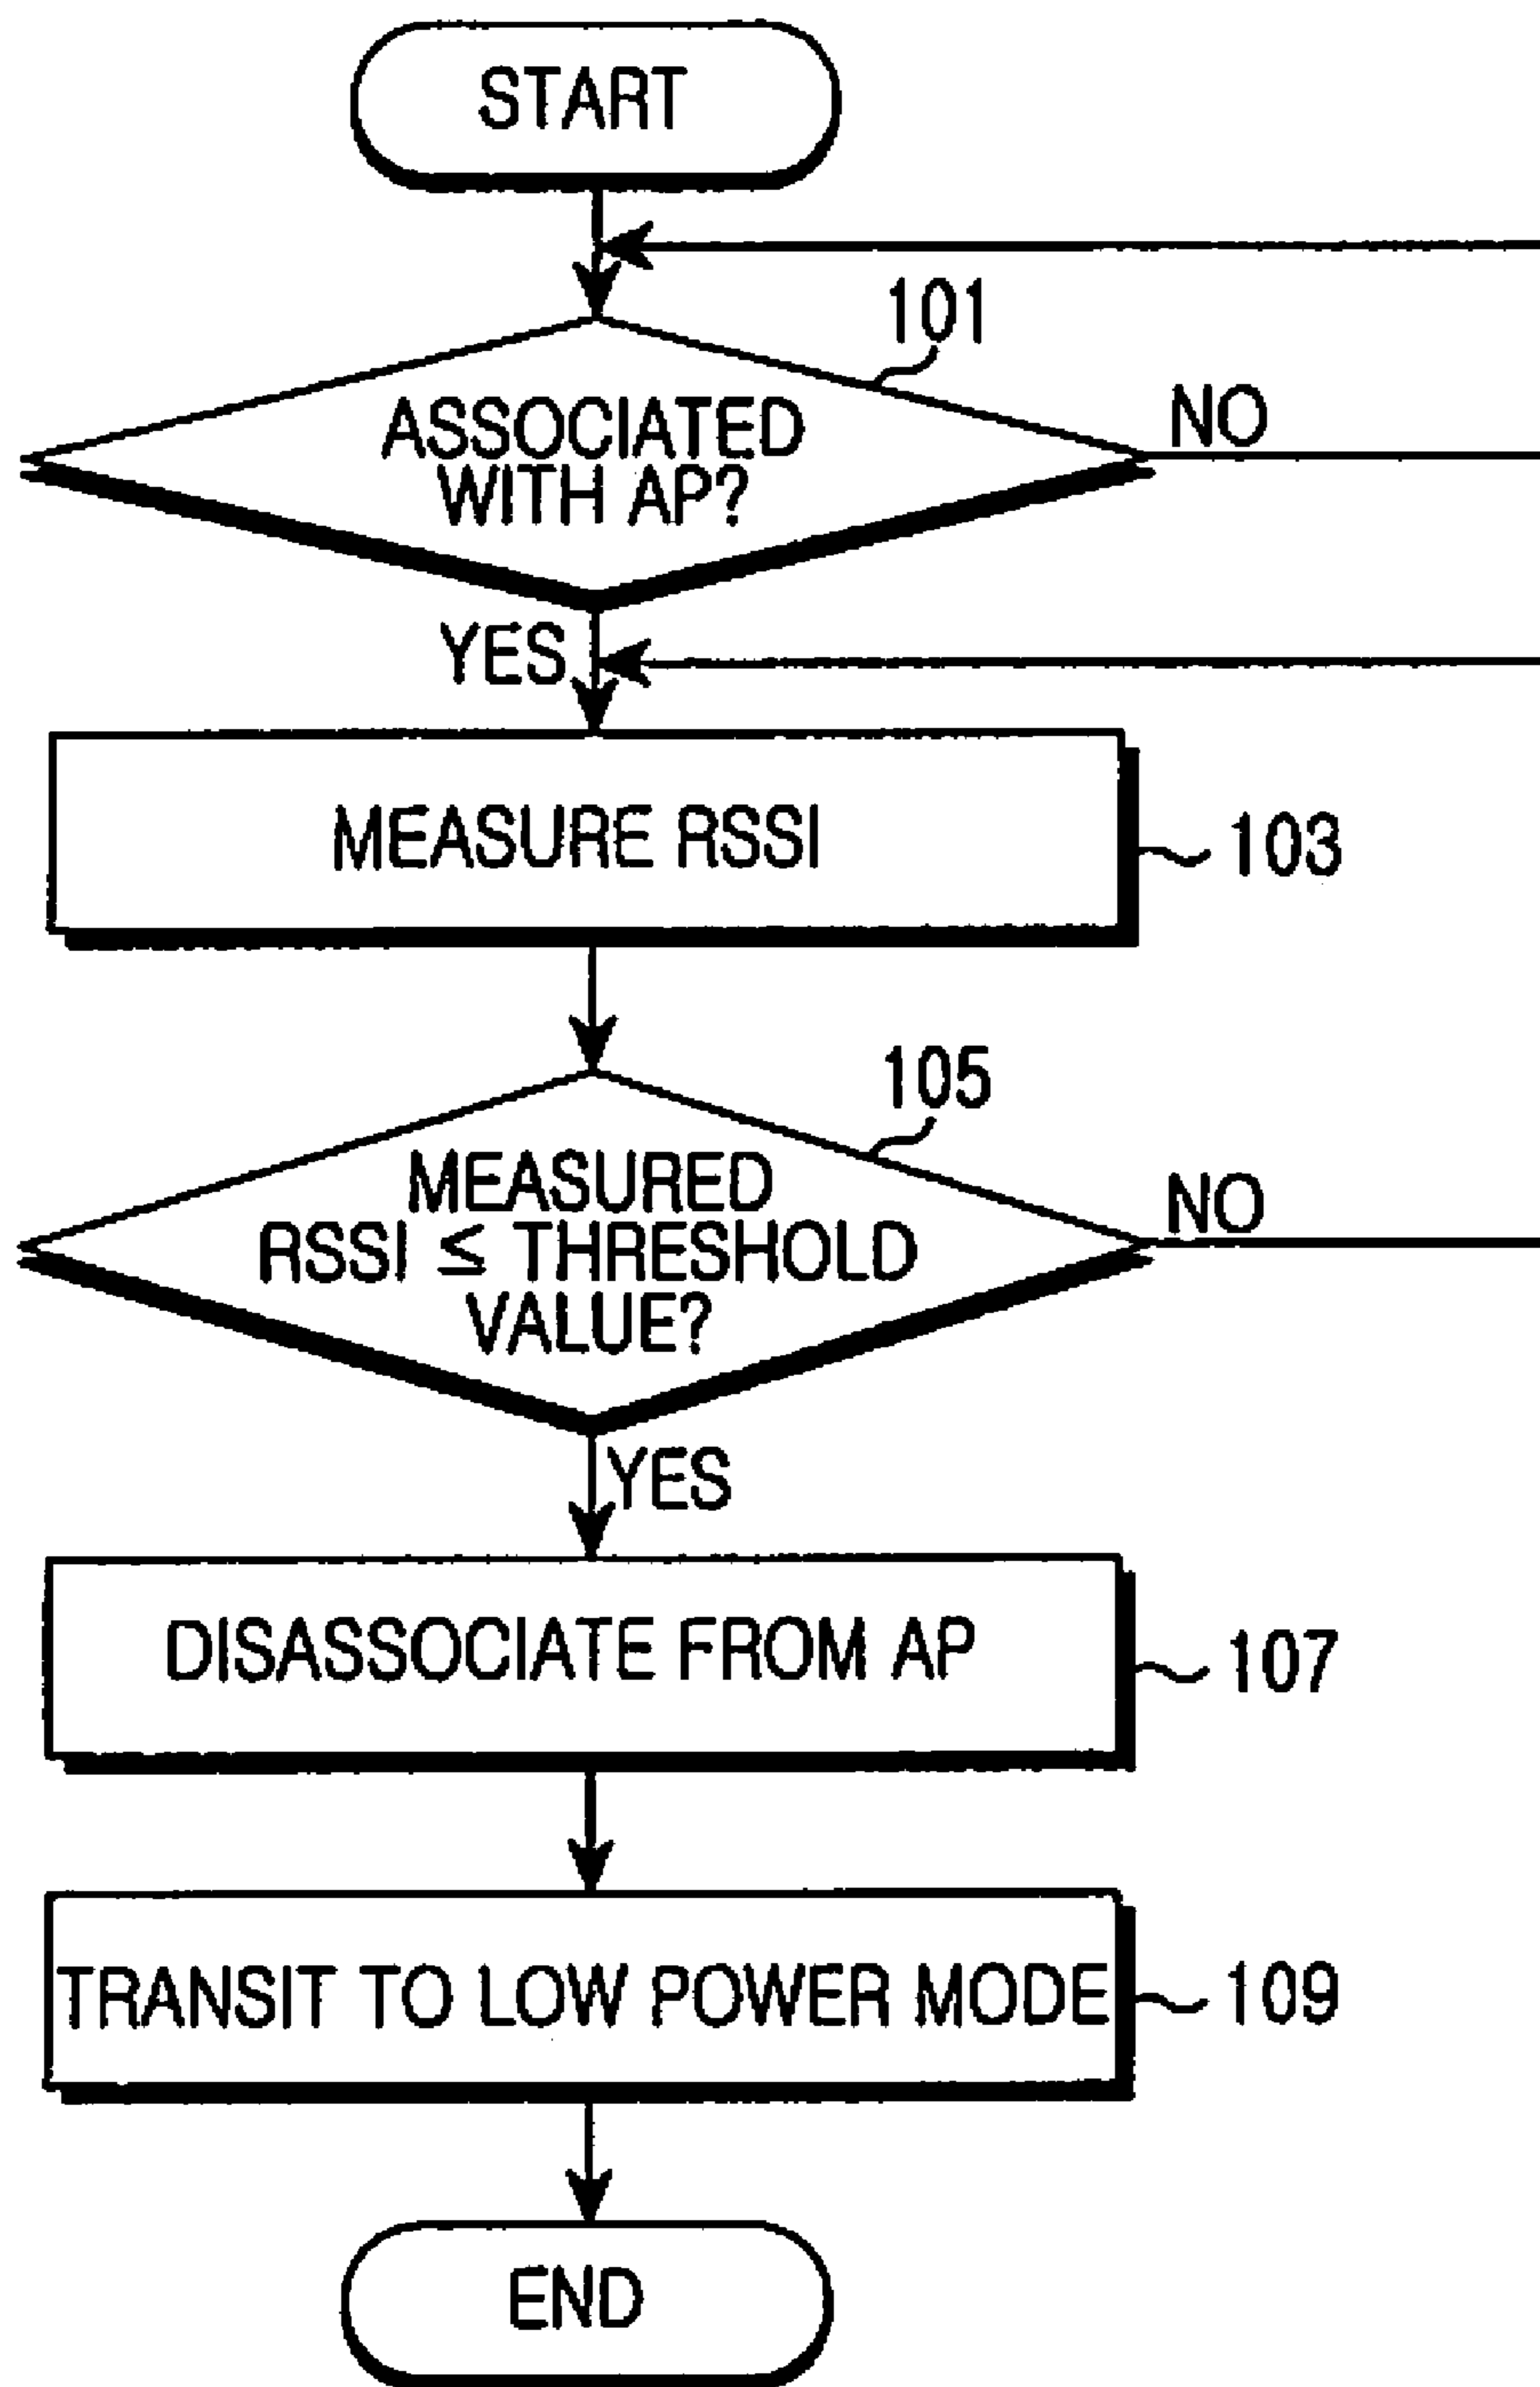 START
101
ASSOCIATED
WITH AP?
NO
YES
MEASURE RSSI
103
105
MEASURED
RSSI ≤ THRESHOLD
VALUE?
NO
YES
DISASSOCIATE FROM AP
107
TRANSIT TO LOW POWER MODE
109
END